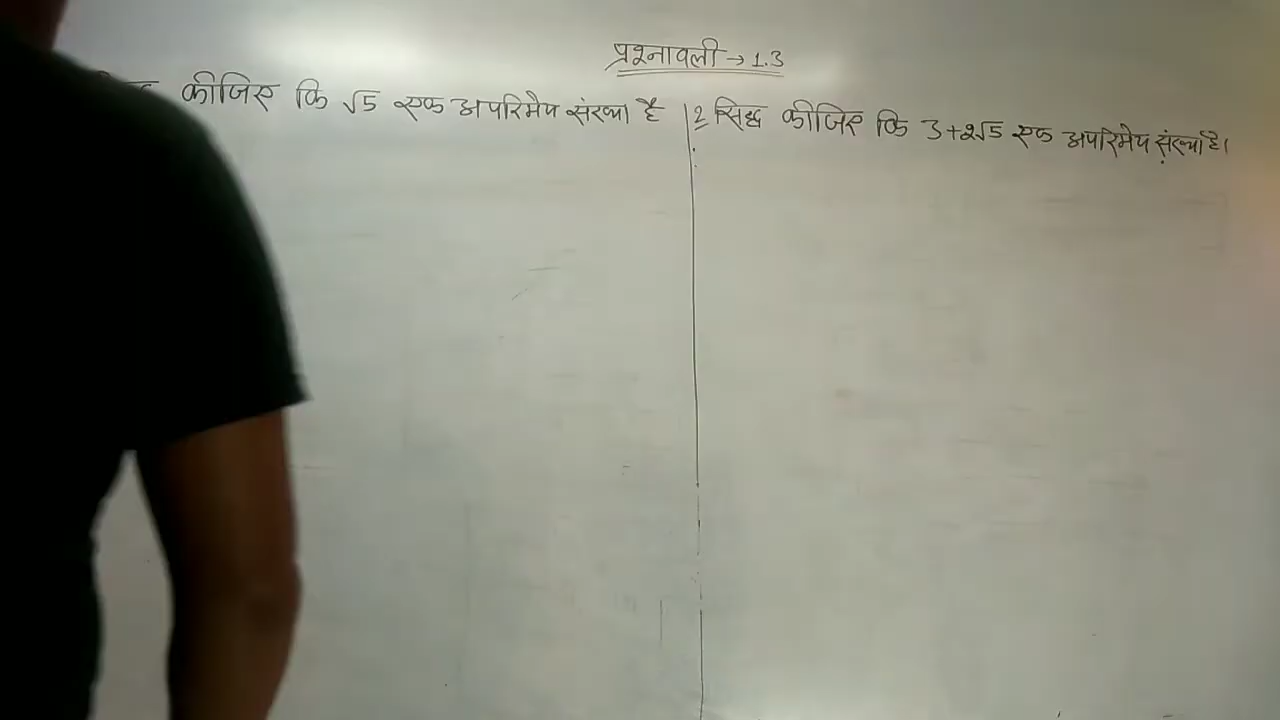 प्रश्नावली → 1.3
कीजिए कि √5 एक अपरिमेय संख्या है।
2 सिद्ध कीजिए कि 3+2√5 एक अपरिमेय संख्या है।